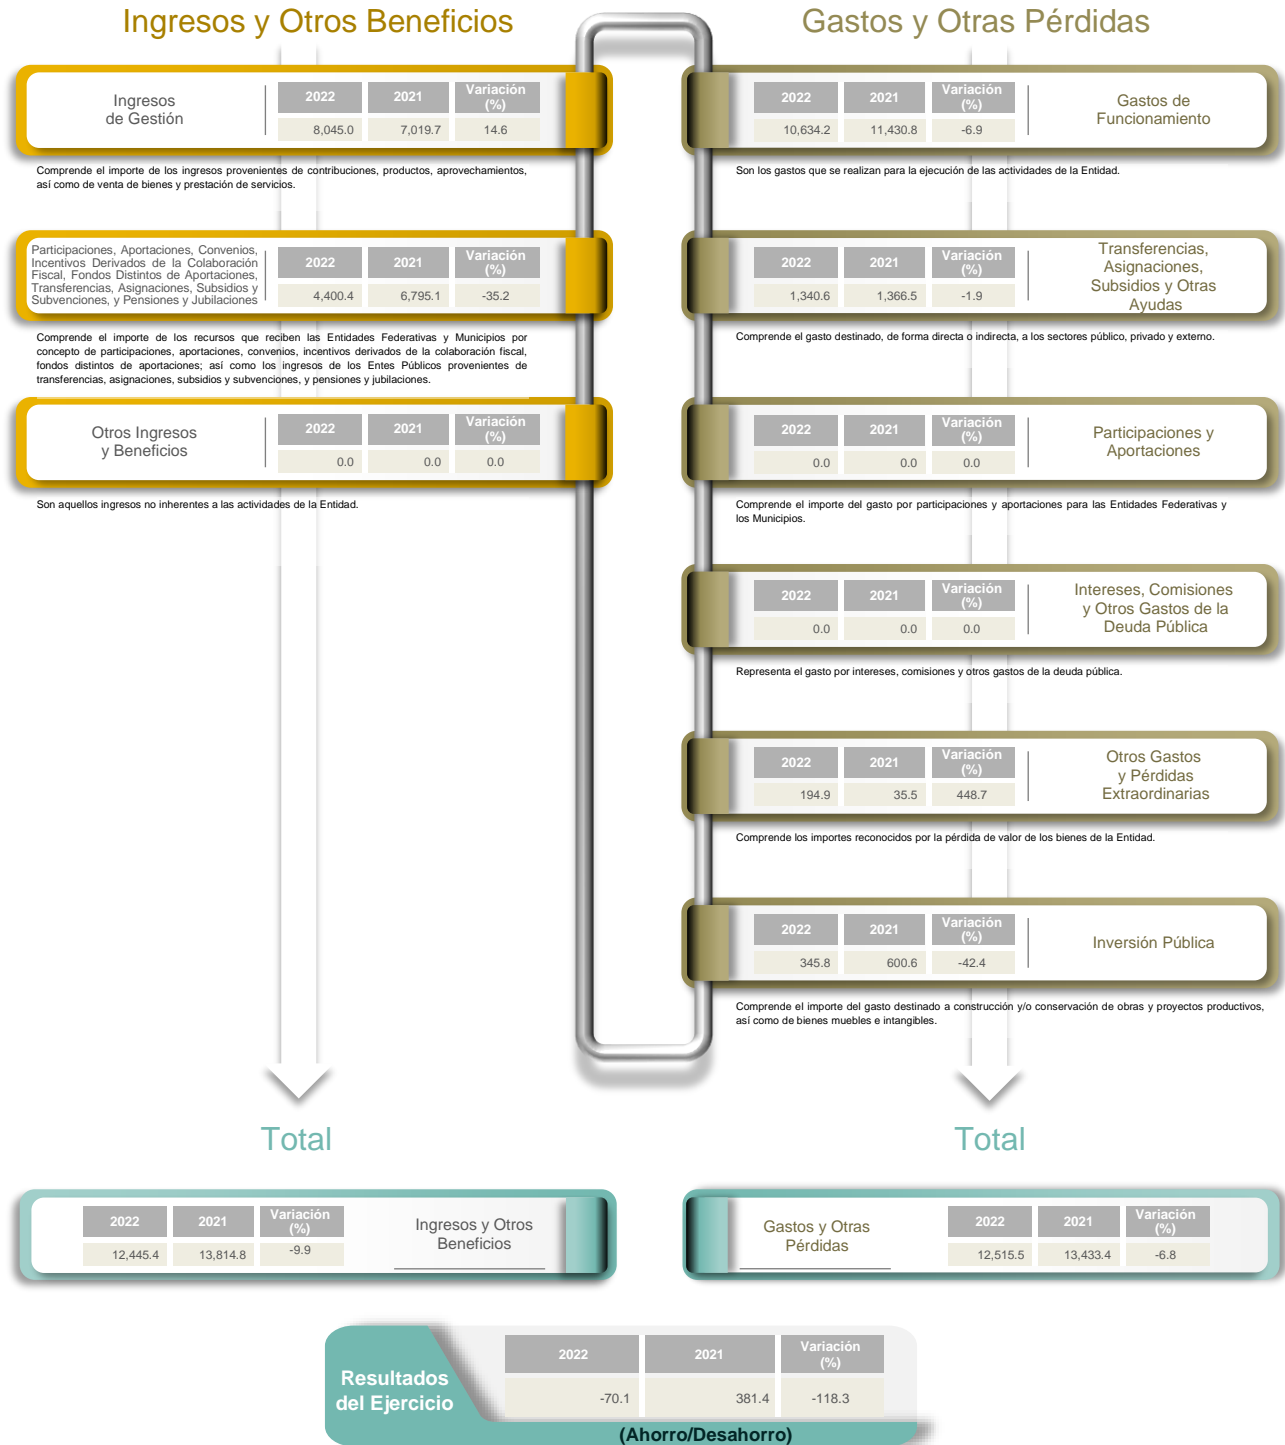 Ingresos y Otros Beneficios
Ingresos
de Gestión
2022 2021 Variación
(%)
8,045.0 7,019.7 14.6
Comprende el importe de los ingresos provenientes de contribuciones, productos, aprovechamientos,
así como de venta de bienes y prestación de servicios.
Participaciones, Aportaciones, Convenios,
Incentivos Derivados de la Colaboración
Fiscal, Fondos Distintos de Aportaciones,
Transferencias, Asignaciones, Subsidios y
Subvenciones, y Pensiones y Jubilaciones
2022 2021 Variación
(%)
4,400.4 6,795.1 -35.2
Comprende el importe de los recursos que reciben las Entidades Federativas y Municipios por
concepto de participaciones, aportaciones, convenios, incentivos derivados de la colaboración fiscal,
fondos distintos de aportaciones; así como los ingresos de los Entes Públicos provenientes de
transferencias, asignaciones, subsidios y subvenciones, y pensiones y jubilaciones.
Otros Ingresos
y Beneficios
2022 2021 Variación
(%)
0.0 0.0 0.0
Son aquellos ingresos no inherentes a las actividades de la Entidad.
Gastos y Otras Pérdidas
2022 2021 Variación
(%)
10,634.2 11,430.8 -6.9
Gastos de
Funcionamiento
Son los gastos que se realizan para la ejecución de las actividades de la Entidad.
2022 2021 Variación
(%)
1,340.6 1,366.5 -1.9
Transferencias,
Asignaciones,
Subsidios y Otras
Ayudas
Comprende el gasto destinado, de forma directa o indirecta, a los sectores público, privado y externo.
2022 2021 Variación
(%)
0.0 0.0 0.0
Participaciones y
Aportaciones
Comprende el importe del gasto por participaciones y aportaciones para las Entidades Federativas y
los Municipios.
2022 2021 Variación
(%)
0.0 0.0 0.0
Intereses, Comisiones
y Otros Gastos de la
Deuda Pública
Representa el gasto por intereses, comisiones y otros gastos de la deuda pública.
2022 2021 Variación
(%)
194.9 35.5 448.7
Otros Gastos
y Pérdidas
Extraordinarias
Comprende los importes reconocidos por la pérdida de valor de los bienes de la Entidad.
2022 2021 Variación
(%)
345.8 600.6 -42.4
Inversión Pública
Comprende el importe del gasto destinado a construcción y/o conservación de obras y proyectos productivos,
así como de bienes muebles e intangibles.
Total
2022 2021 Variación
(%)
12,445.4 13,814.8 -9.9
Ingresos y Otros
Beneficios
Total
Gastos y Otras
Pérdidas
2022 2021 Variación
(%)
12,515.5 13,433.4 -6.8
Resultados
del Ejercicio
2022 2021 Variación
(%)
-70.1 381.4 -118.3
(Ahorro/Desahorro)